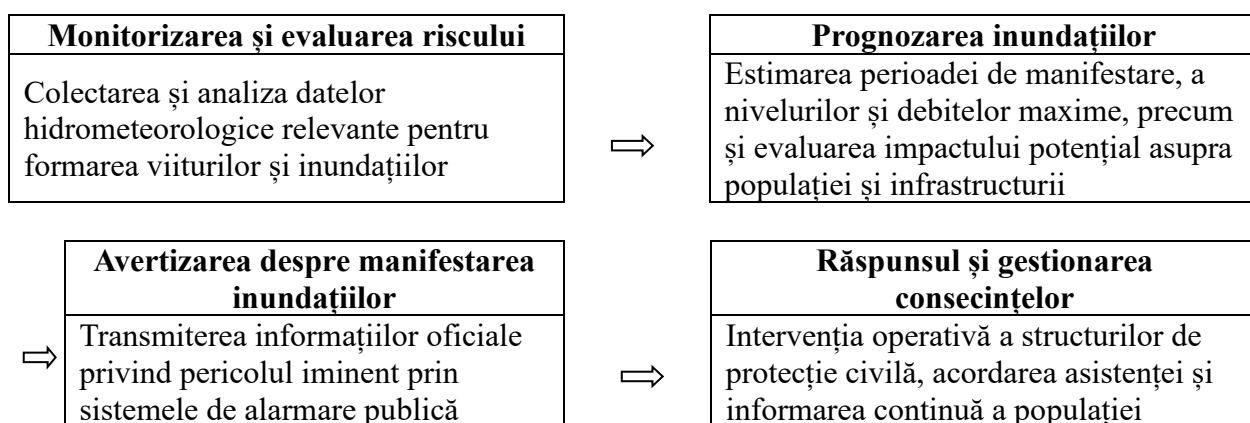 Monitorizarea și evaluarea riscului
Colectarea și analiza datelor
hidrometeorologice relevante pentru
formarea viiturilor și inundațiilor
Prognozarea inundațiilor
Estimarea perioadei de manifestare, a
nivelurilor și debitelor maxime, precum
și evaluarea impactului potențial asupra
populației și infrastructurii
Avertizarea despre manifestarea
inundațiilor
Transmiterea informațiilor oficiale
privind pericolul iminent prin
sistemele de alarmare publică
Răspunsul și gestionarea
consecințelor
Intervenția operativă a structurilor de
protecție civilă, acordarea asistenței și
informarea continuă a populației